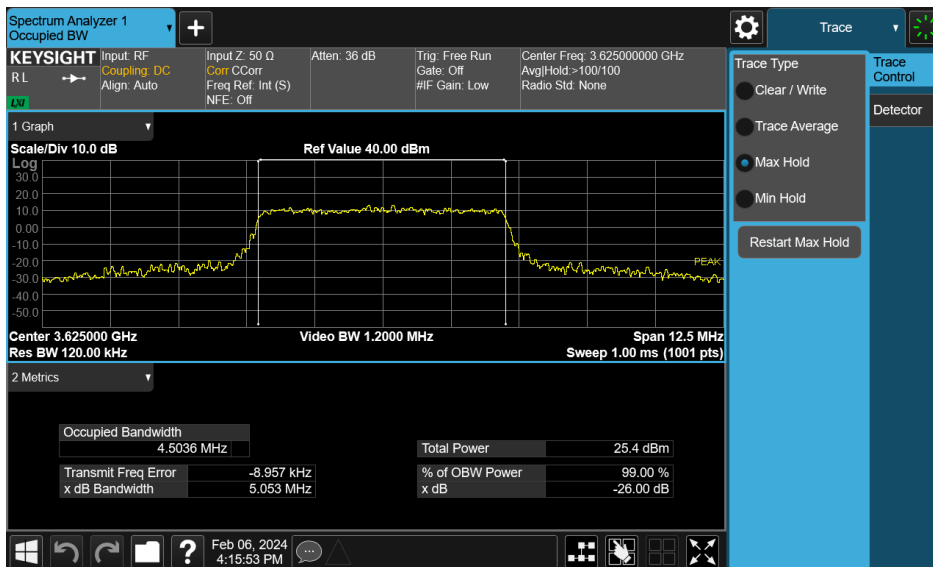 Spectrum Analyzer 1
Occupied BW
Trace
KEYSIGHT
R L
LXI
Input: RF
Coupling: DC
Align: Auto
Input Z: 50 Ω
Corr CCorr
Freq Ref: Int (S)
NFE: Off
Atten: 36 dB
Trig: Free Run
Gate: Off
#IF Gain: Low
Center Freq: 3.625000000 GHz
Avg|Hold:>100/100
Radio Std: None
Trace Type
Clear / Write
Trace Average
Max Hold
Min Hold
Restart Max Hold
Trace
Control
Detector
1 Graph
Scale/Div 10.0 dB
Ref Value 40.00 dBm
Log
30.0
20.0
10.0
0.00
-10.0
-20.0
-30.0
-40.0
-50.0
PEAK
Center 3.625000 GHz
Video BW 1.2000 MHz
Span 12.5 MHz
Res BW 120.00 kHz
Sweep 1.00 ms (1001 pts)
2 Metrics
Occupied Bandwidth
4.5036 MHz
Total Power 25.4 dBm
Transmit Freq Error -8.957 kHz
% of OBW Power 99.00 %
x dB Bandwidth 5.053 MHz
x dB -26.00 dB
?
Feb 06, 2024
4:15:53 PM